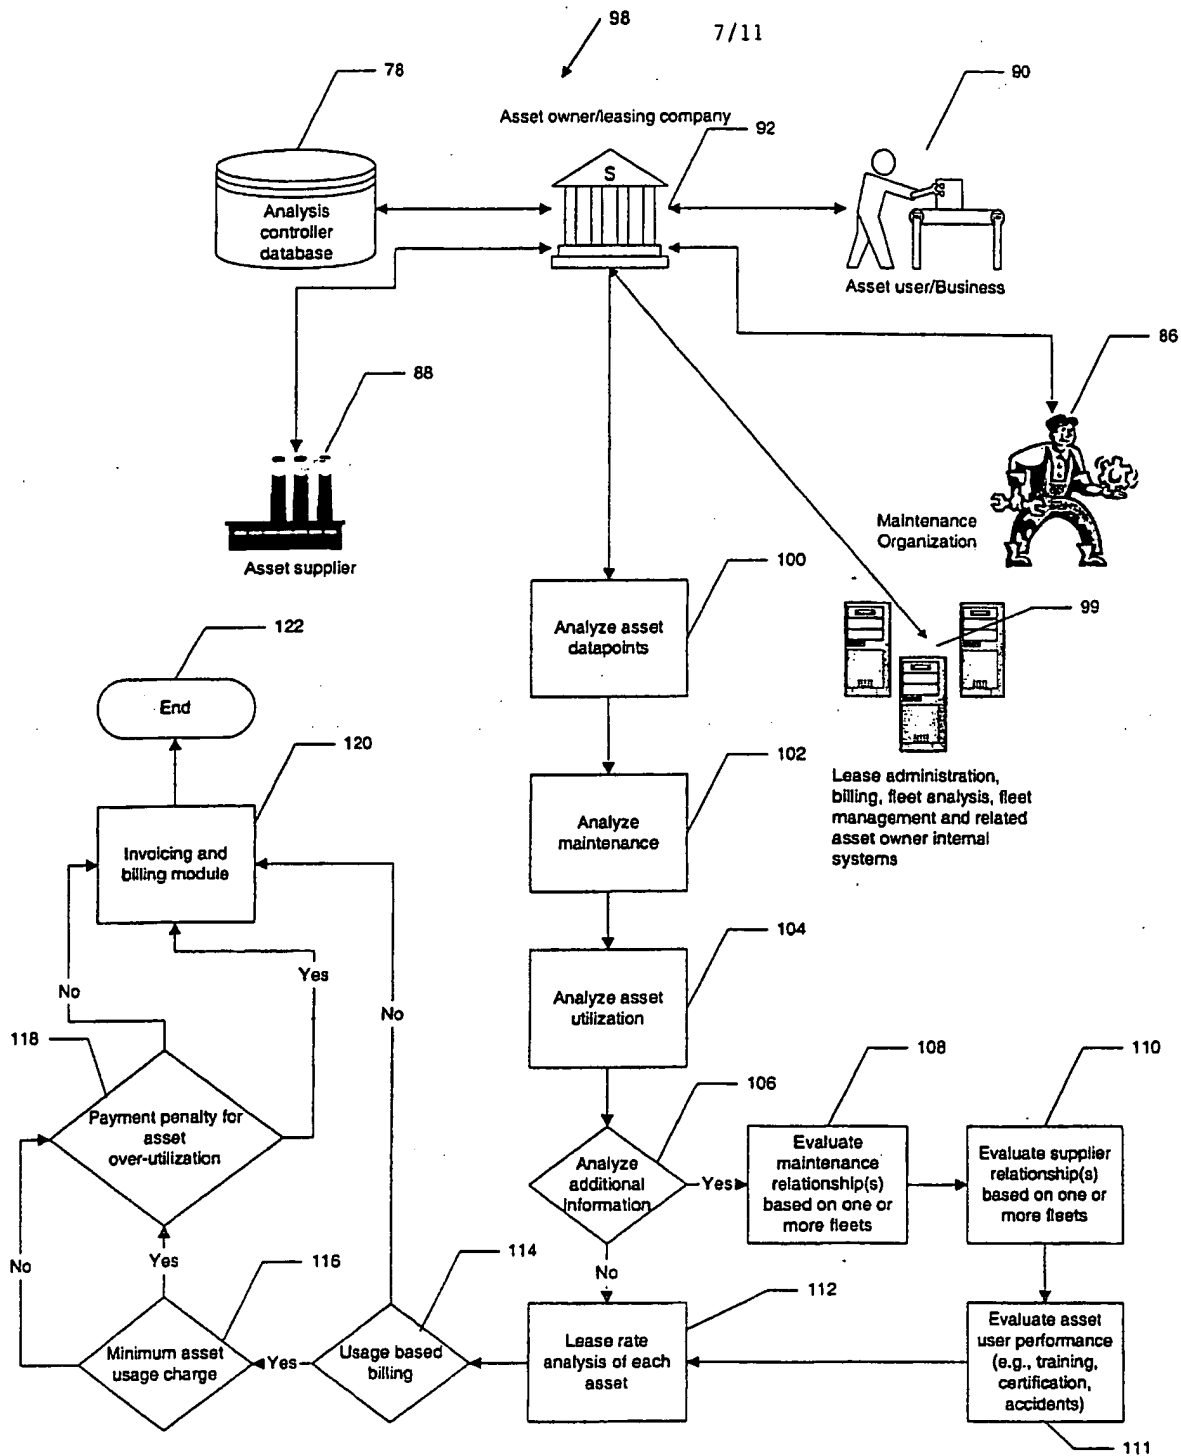 98
7/11
78
90
Asset owner/leasing company
92
S
Analysis
controller
database
Asset user/Business
86
88
Maintenance
Organization
Asset supplier
100
99
Analyze asset
datapoints
122
End
102
120
Lease administration,
billing, fleet analysis, fleet
management and related
asset owner internal
systems
Analyze
maintenance
Invoicing and
billing module
104
Yes
No
No
Analyze asset
utilization
118
108
110
106
Payment penalty for
asset
over-utilization
Analyze
additional
information
Yes
Evaluate
maintenance
relationship(s)
based on one or
more fleets
Evaluate supplier
relationship(s)
based on one or
more fleets
No
Yes
116
114
No
112
Minimum asset
usage charge
Yes
Usage based
billing
Lease rate
analysis of each
asset
Evaluate asset
user performance
(e.g., training,
certification,
accidents)
111